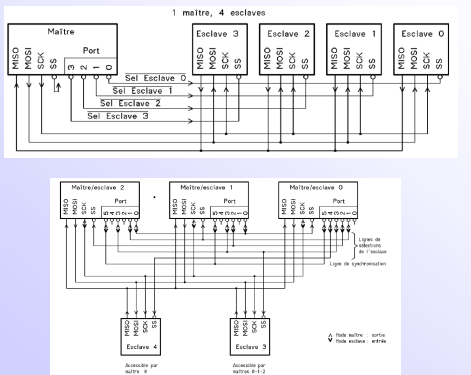 1 maître, 4 esclaves
Maître
Port
MISO MOSI SCK SS 3 2 1 0
Esclave 3
MISO MOSI SCK SS
Esclave 2
MISO MOSI SCK SS
Esclave 1
MISO MOSI SCK SS
Esclave 0
MISO MOSI SCK SS
Sel Esclave 0
Sel Esclave 1
Sel Esclave 2
Sel Esclave 3
Maître/esclave 2
Port
MISO MOSI SCK SS 5 4 3 2 1 0
Maître/esclave 1
Port
MISO MOSI SCK SS 5 4 3 2 1 0
Maître/esclave 0
Port
MISO MOSI SCK SS 5 4 3 2 1 0
Lignes de
sélections
de l'esclave
Ligne de synchronisation
MISO MOSI SCK SS
Esclave 4
MISO MOSI SCK SS
Esclave 3
Accessible par
maître 0
Accessible par
maîtres 0-1-2
Mode maître : sortie
Mode esclave : entrée